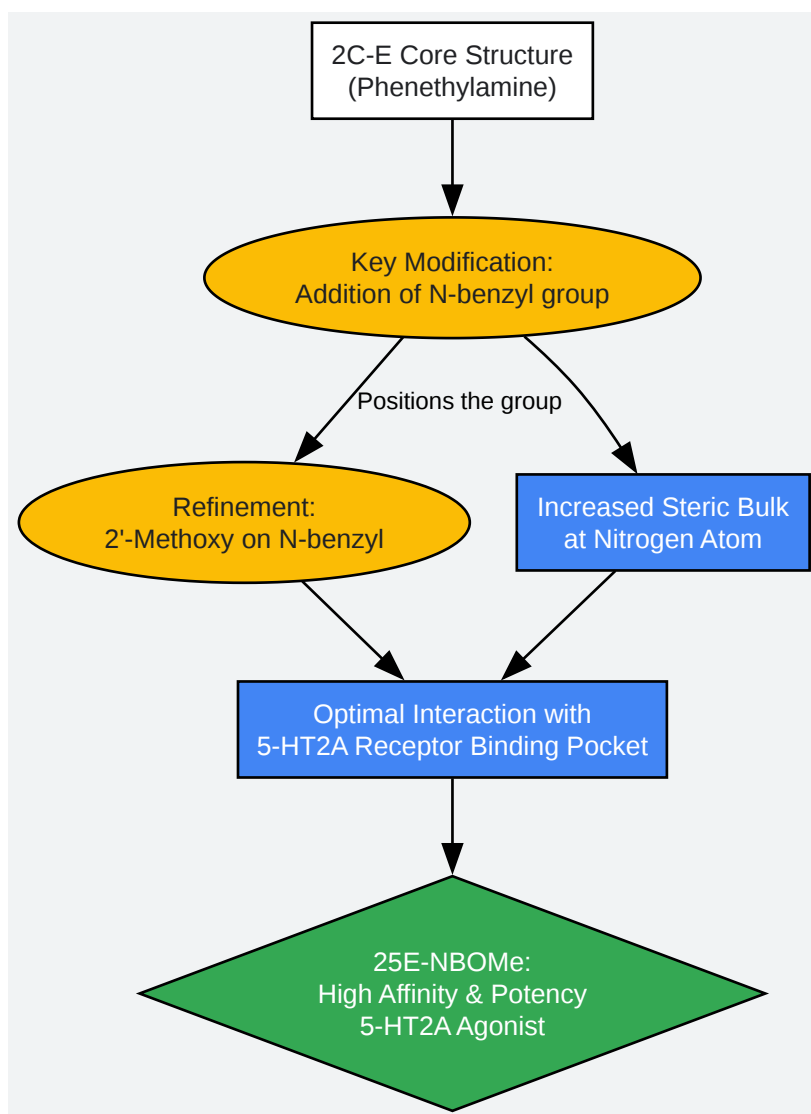 2C-E Core Structure
(Phenethylamine)
Key Modification:
Addition of N-benzyl group
Positions the group
Refinement:
2'-Methoxy on N-benzyl
Increased Steric Bulk
at Nitrogen Atom
Optimal Interaction with
5-HT2A Receptor Binding Pocket
25E-NBOMe:
High Affinity & Potency
5-HT2A Agonist